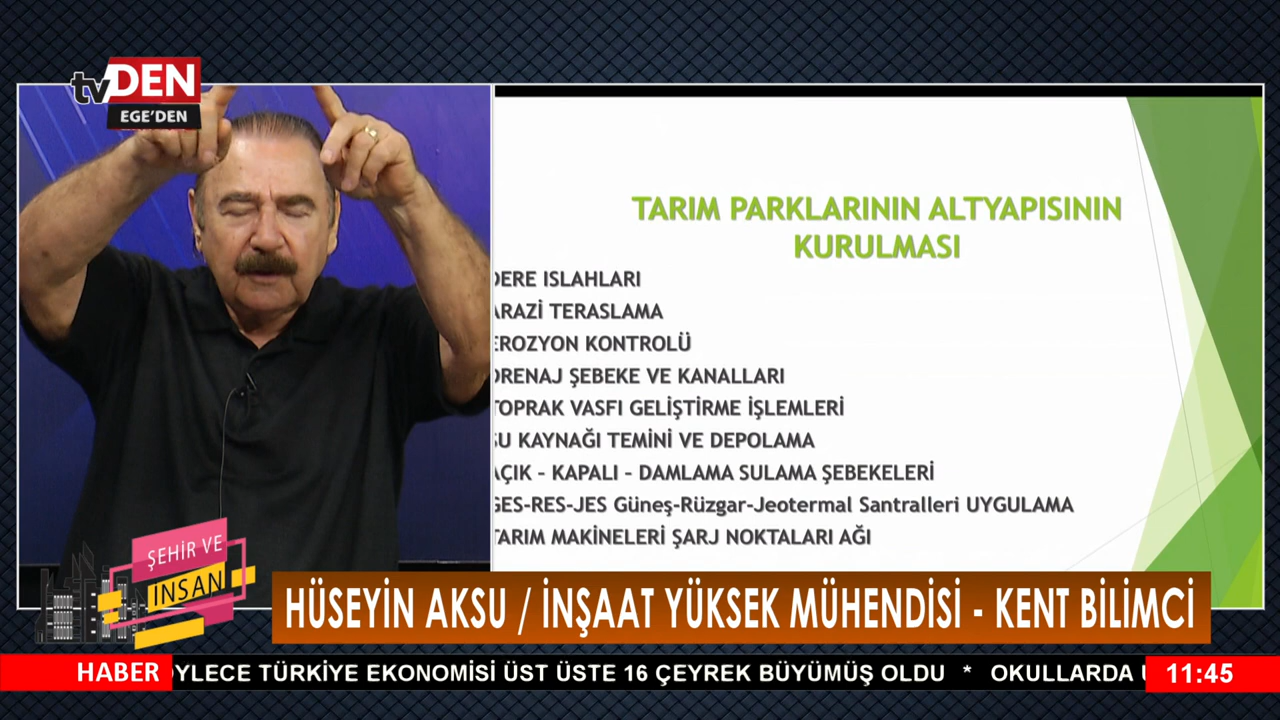 tvDEN
EGE'DEN
TARIM PARKLARININ ALTYAPISININ
KURULMASI
DERE ISLAHLARI
ARAZİ TERASLAMA
EROZYON KONTROLÜ
DRENAJ ŞEBEKE VE KANALLARI
TOPRAK VASFI GELİŞTİRME İŞLEMLERİ
SU KAYNAĞI TEMİNİ VE DEPOLAMA
AÇIK – KAPALI – DAMLAMA SULAMA ŞEBEKELERİ
GES-RES-JES Güneş-Rüzgar-Jeotermal Santralleri UYGULAMA
TARIM MAKİNELERİ ŞARJ NOKTALARI AĞI
ŞEHİR VE
İNSAN
HÜSEYİN AKSU / İNŞAAT YÜKSEK MÜHENDİSİ - KENT BİLİMCİ
HABER ÖYLECE TÜRKİYE EKONOMİSİ ÜST ÜSTE 16 ÇEYREK BÜYÜMÜŞ OLDU * OKULLARDA 11:45